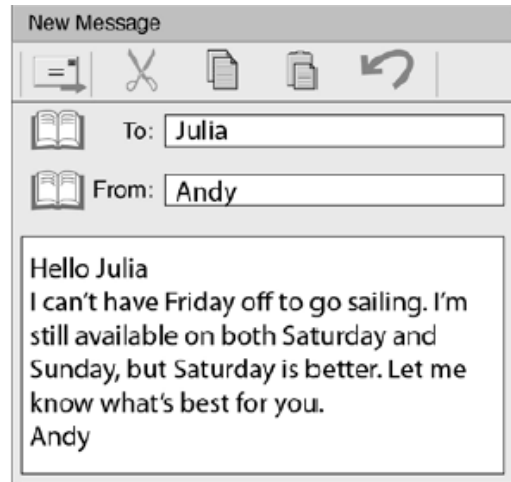 New Message
To: Julia
From: Andy
Hello Julia
I can't have Friday off to go sailing. I'm
still available on both Saturday and
Sunday, but Saturday is better. Let me
know what's best for you.
Andy